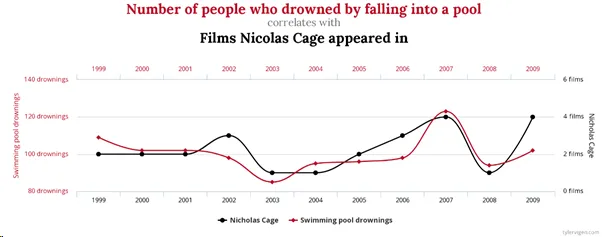 Number of people who drowned by falling into a pool
correlates with
Films Nicolas Cage appeared in
1999 2000 2001 2002 2003 2004 2005 2006 2007 2008 2009
140 drownings 6 films
120 drownings 4 films
100 drownings 2 films
80 drownings 0 films
Swimming pool drownings
Nicholas Cage
1999 2000 2001 2002 2003 2004 2005 2006 2007 2008 2009
Nicholas Cage Swimming pool drownings
tylervigen.com